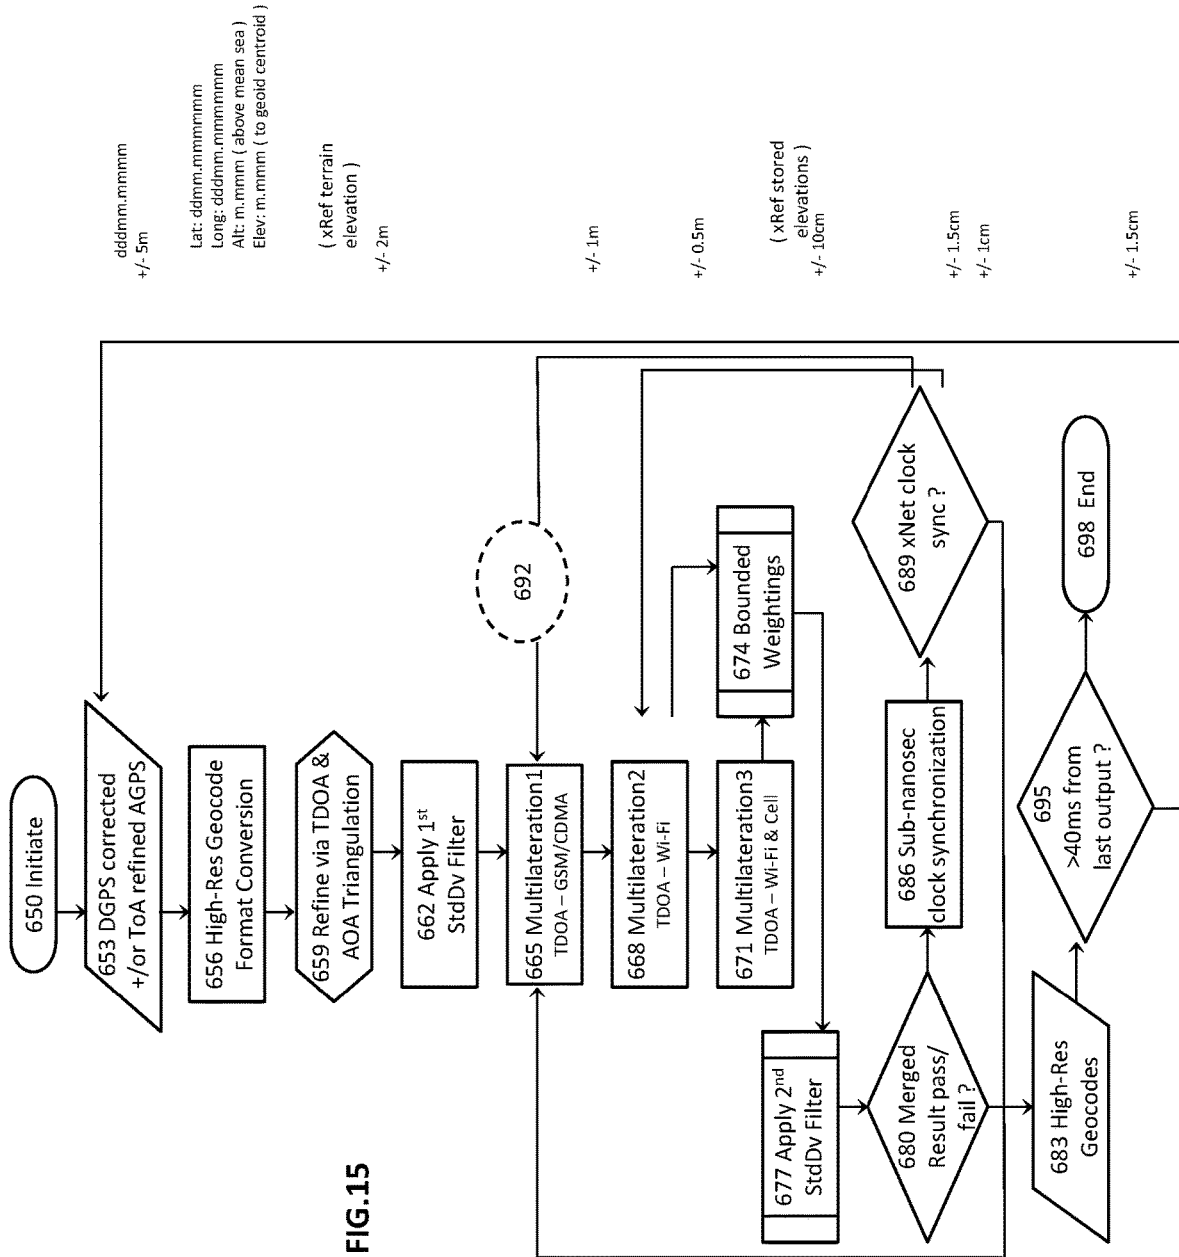 FIG.15
650 Initiate
653 DGPS corrected
+/or ToA refined AGPS
656 High-Res Geocode
Format Conversion
659 Refine via TDOA &
AOA Triangulation
662 Apply 1st
StdDv Filter
665 Multilateration1
TDOA – GSM/CDMA
668 Multilateration2
TDOA – Wi-Fi
671 Multilateration3
TDOA – Wi-Fi & Cell
674 Bounded
Weightings
677 Apply 2nd
StdDv Filter
680 Merged
Result pass/
fail ?
683 High-Res
Geocodes
686 Sub-nanosec
clock synchronization
689 xNet clock
sync ?
692
695
>40ms from
last output ?
698 End
dddmm.mmmm
+/- 5m
Lat: ddmm.mmmmmm
Long: dddmm.mmmmmm
Alt: m.mmm ( above mean sea )
Elev: m.mmm ( to geoid centroid )
( xRef terrain
elevation )
+/- 2m
+/- 1m
+/- 0.5m
( xRef stored
elevations )
+/- 10cm
+/- 1.5cm
+/- 1cm
+/- 1.5cm